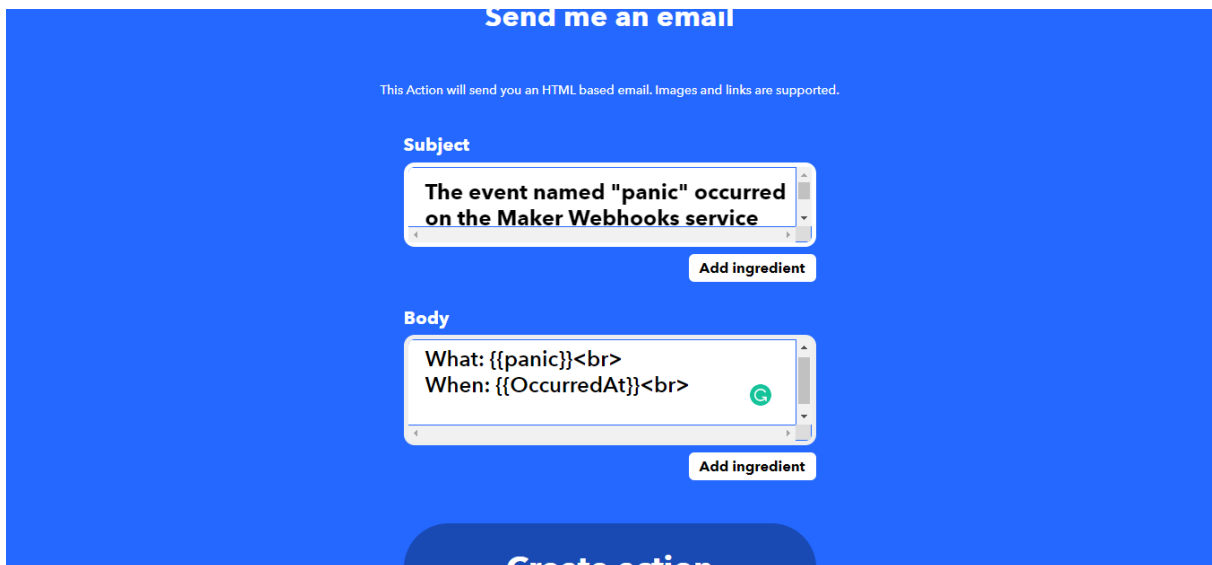 Send me an email
This Action will send you an HTML based email. Images and links are supported.
Subject
The event named "panic" occurred
on the Maker Webhooks service
Add ingredient
Body
What: {{panic}}<br>
When: {{OccurredAt}}<br>
Add ingredient
Create action